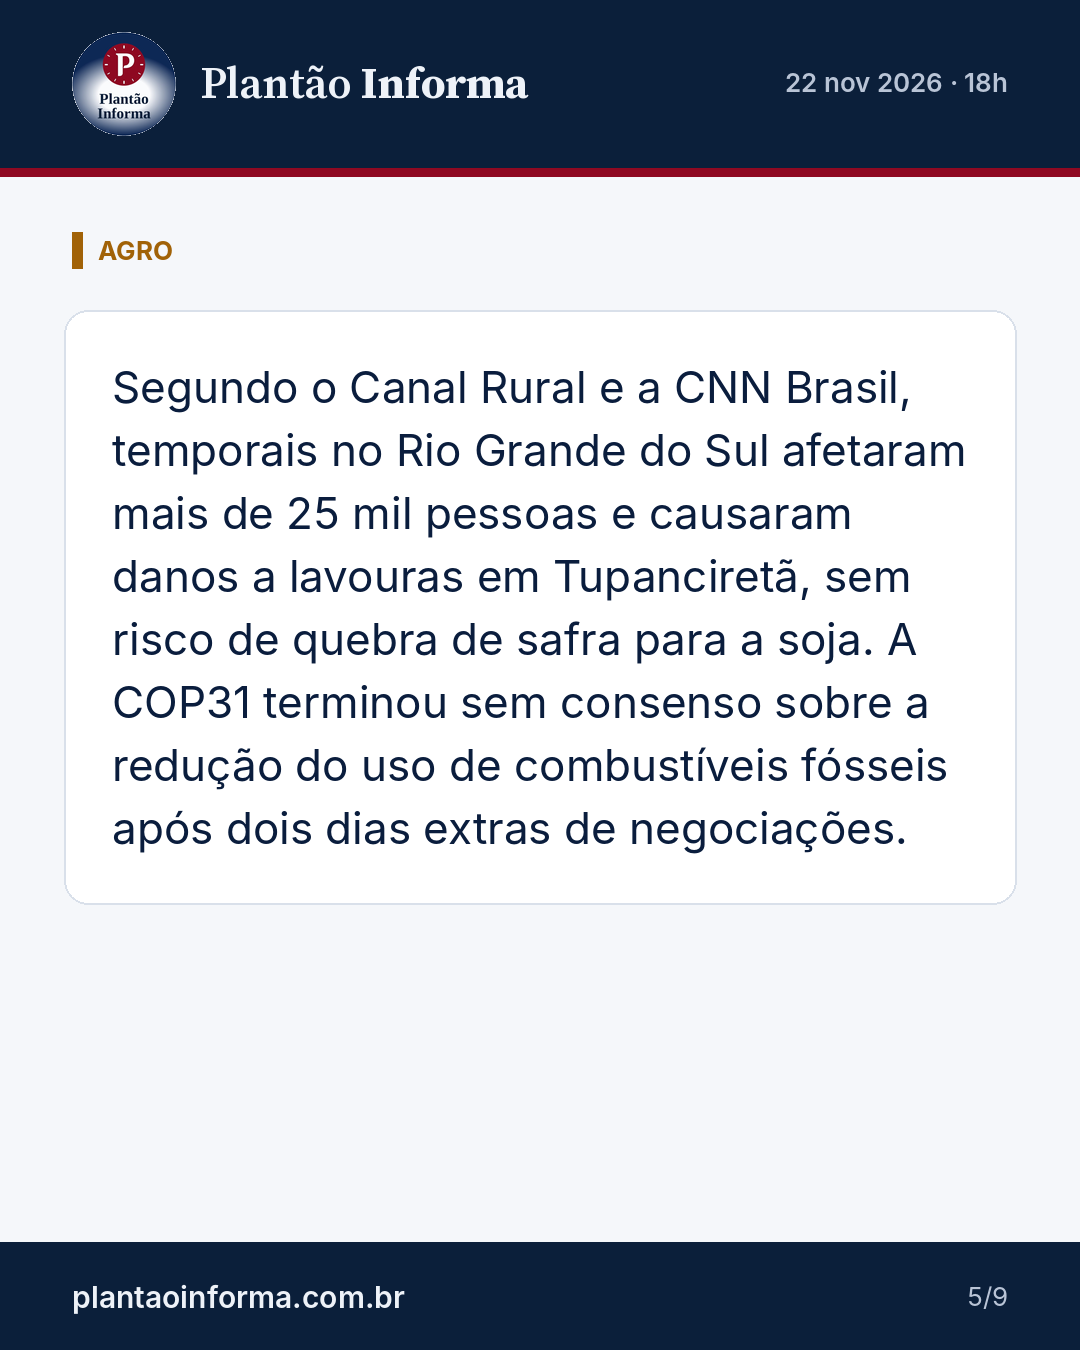 P
Plantão
Informa
Plantão Informa
22 nov 2026 · 18h
AGRO
Segundo o Canal Rural e a CNN Brasil,
temporais no Rio Grande do Sul afetaram
mais de 25 mil pessoas e causaram
danos a lavouras em Tupanciretã, sem
risco de quebra de safra para a soja. A
COP31 terminou sem consenso sobre a
redução do uso de combustíveis fósseis
após dois dias extras de negociações.
plantaoinforma.com.br
5/9